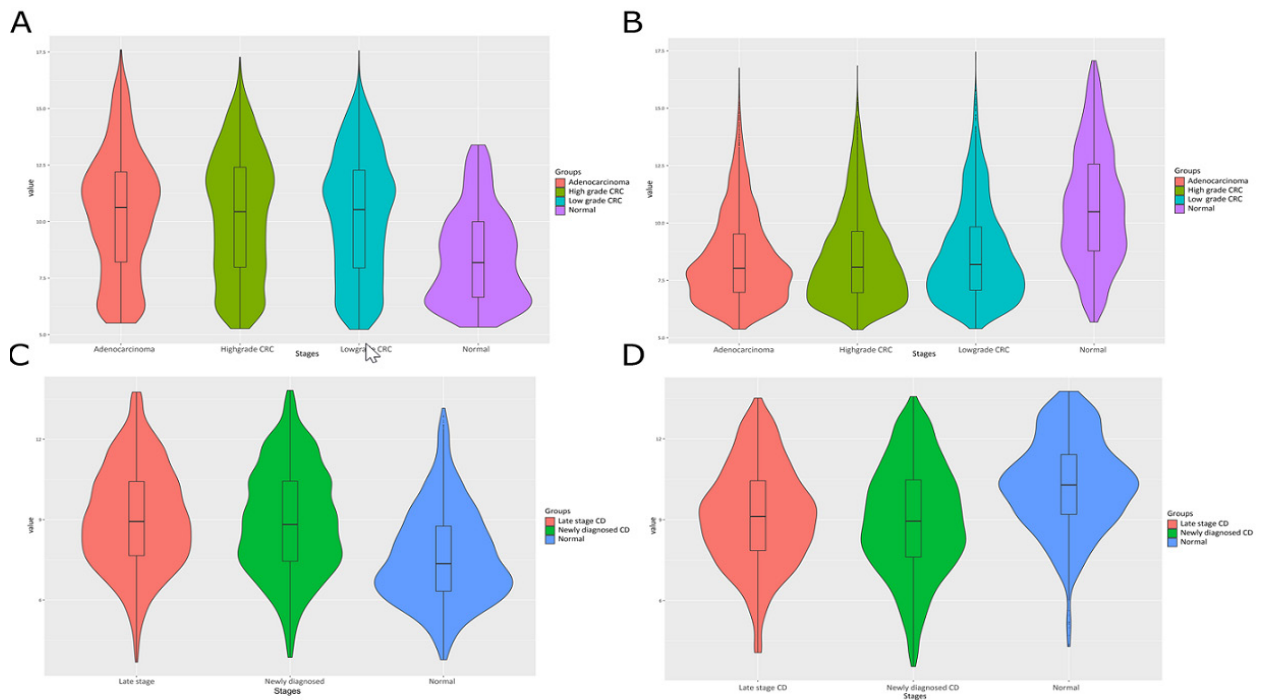 A
17.5
15.0
12.5
10.0
7.5
5.0
value
Adenocarcinoma
Highgrade CRC
Lowgrade CRC
Normal
Stages
Groups
Adenocarcinoma
High grade CRC
Low grade CRC
Normal
B
17.5
15.0
12.5
10.0
7.5
5.0
value
Adenocarcinoma
Highgrade CRC
Lowgrade CRC
Normal
Stages
Groups
Adenocarcinoma
High grade CRC
Low grade CRC
Normal
C
12
9
6
value
Late stage
Newly diagnosed
Normal
Stages
Groups
Late stage CD
Newly diagnosed CD
Normal
D
12
9
6
value
Late stage CD
Newly diagnosed CD
Normal
Stages
Groups
Late stage CD
Newly diagnosed CD
Normal